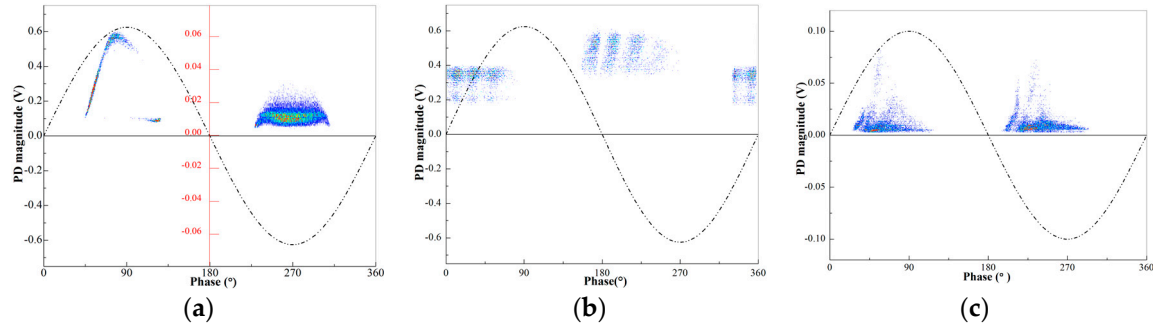 0.6
0.4
0.2
0.0
-0.2
-0.4
-0.6
PD magnitude (V)
0.06
0.04
0.02
0.00
-0.02
-0.04
-0.06
0 90 180 270 360
Phase (°)
(a)
0.6
0.4
0.2
0.0
-0.2
-0.4
-0.6
PD magnitude (V)
0 90 180 270 360
Phase(°)
(b)
0.10
0.05
0.00
-0.05
-0.10
PD magnitude (V)
0 90 180 270 360
Phase (° )
(c)